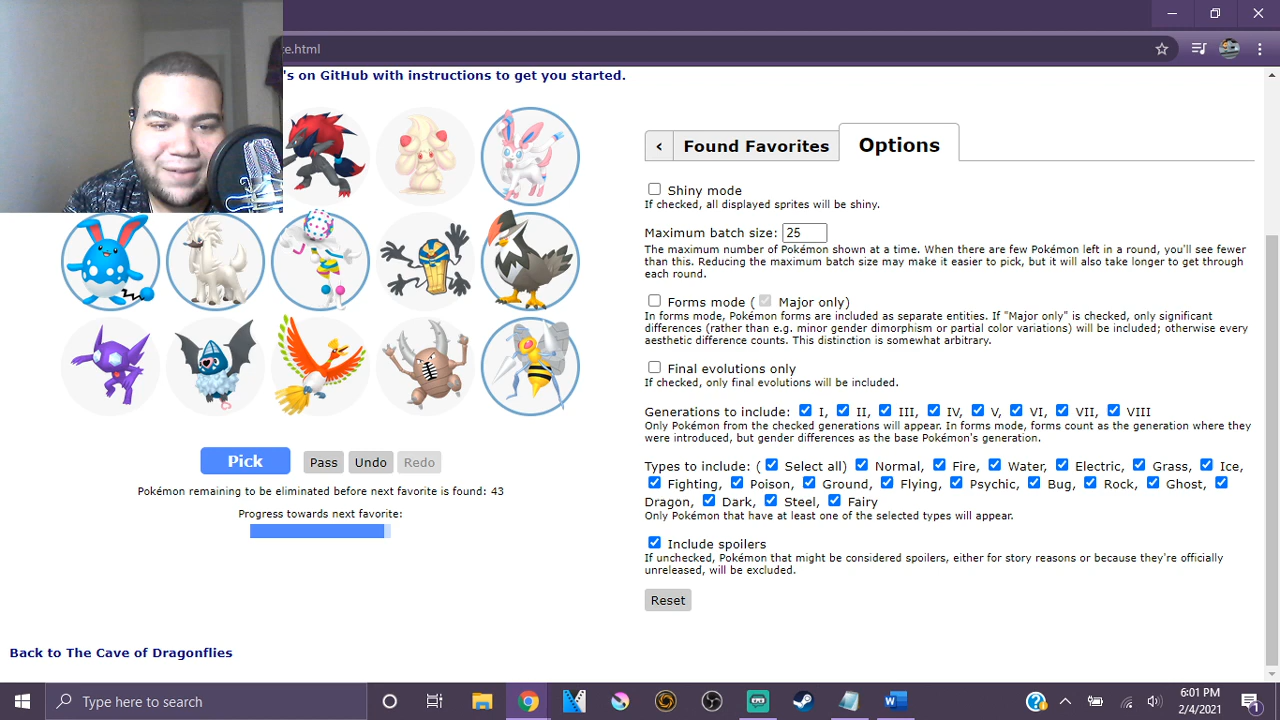 te.html
's on GitHub with instructions to get you started.
‹ Found Favorites Options
Shiny mode
If checked, all displayed sprites will be shiny.
Maximum batch size: 25
The maximum number of Pokémon shown at a time. When there are few Pokémon left in a round, you'll see fewer
than this. Reducing the maximum batch size may make it easier to pick, but it will also take longer to get through
each round.
Forms mode ( Major only)
In forms mode, Pokémon forms are included as separate entities. If "Major only" is checked, only significant
differences (rather than e.g. minor gender dimorphism or partial color variations) will be included; otherwise every
aesthetic difference counts. This distinction is somewhat arbitrary.
Final evolutions only
If checked, only final evolutions will be included.
Generations to include: I, II, III, IV, V, VI, VII, VIII
Only Pokémon from the checked generations will appear. In forms mode, forms count as the generation where they
were introduced, but gender differences as the base Pokémon's generation.
Types to include: ( Select all) Normal, Fire, Water, Electric, Grass, Ice,
Fighting, Poison, Ground, Flying, Psychic, Bug, Rock, Ghost,
Dragon, Dark, Steel, Fairy
Only Pokémon that have at least one of the selected types will appear.
Include spoilers
If unchecked, Pokémon that might be considered spoilers, either for story reasons or because they're officially
unreleased, will be excluded.
Reset
Pick Pass Undo Redo
Pokémon remaining to be eliminated before next favorite is found: 43
Progress towards next favorite:
Back to The Cave of Dragonflies
Type here to search
6:01 PM
2/4/2021